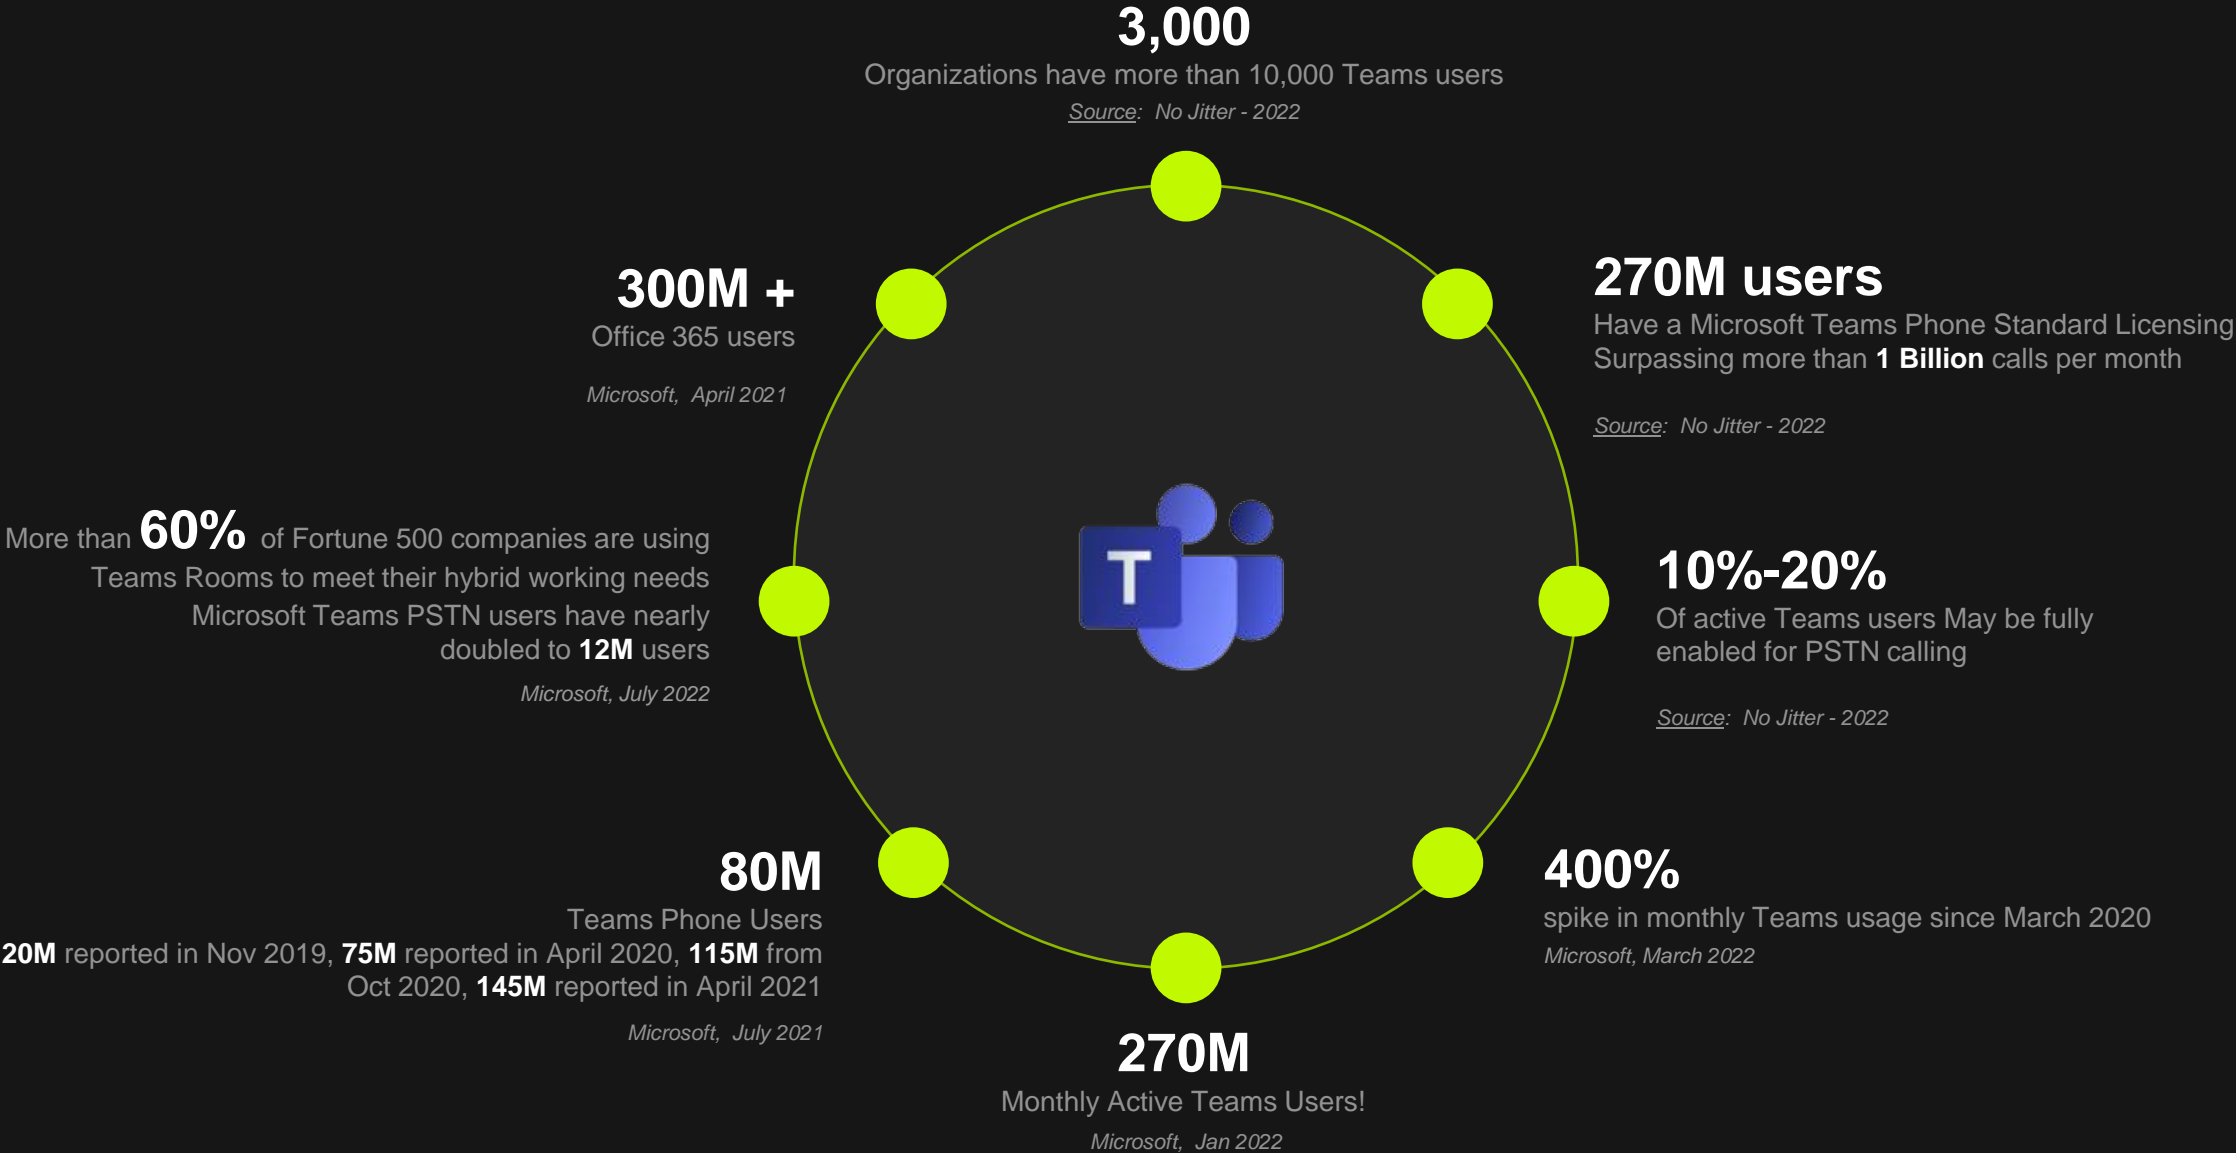 3,000
Organizations have more than 10,000 Teams users
Source: No Jitter - 2022
300M +
Office 365 users
Microsoft, April 2021
270M users
Have a Microsoft Teams Phone Standard Licensing
Surpassing more than 1 Billion calls per month
Source: No Jitter - 2022
More than 60% of Fortune 500 companies are using
Teams Rooms to meet their hybrid working needs
Microsoft Teams PSTN users have nearly
doubled to 12M users
Microsoft, July 2022
T
10%-20%
Of active Teams users May be fully
enabled for PSTN calling
Source: No Jitter - 2022
80M
Teams Phone Users
20M reported in Nov 2019, 75M reported in April 2020, 115M from
Oct 2020, 145M reported in April 2021
Microsoft, July 2021
400%
spike in monthly Teams usage since March 2020
Microsoft, March 2022
270M
Monthly Active Teams Users!
Microsoft, Jan 2022